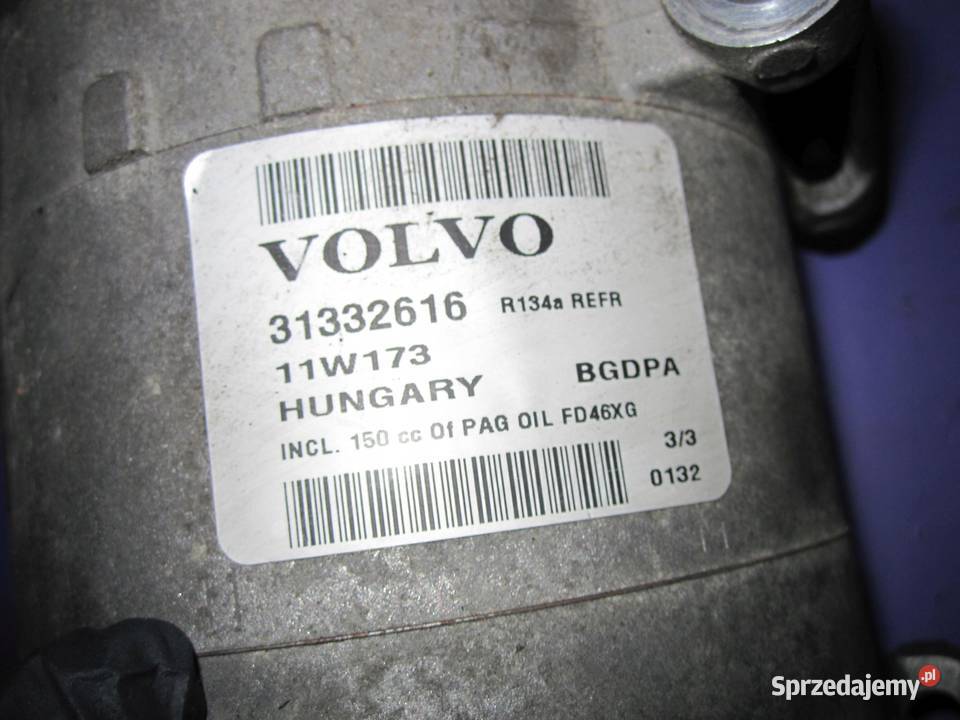 VOLVO
31332616 R134a REFR
11W173
HUNGARY BGDPA
INCL. 150 cc Of PAG OIL FD46XG
3/3
0132
Sprzedajemy.pl